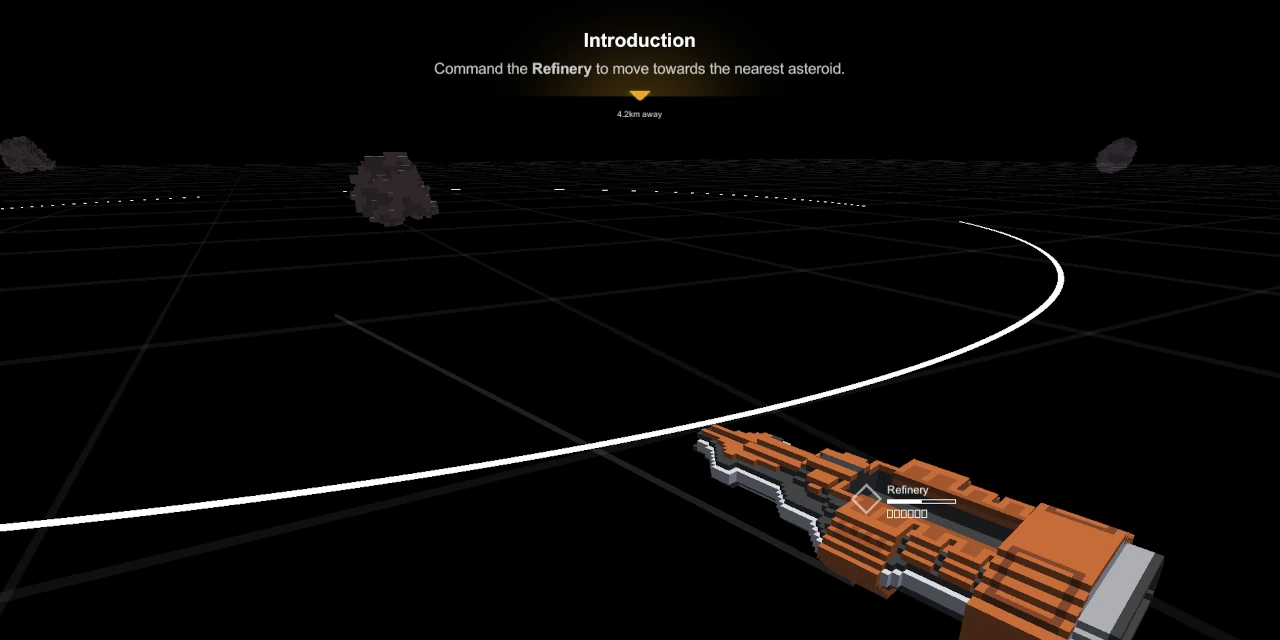 Introduction
Command the Refinery to move towards the nearest asteroid.
4.2km away
Refinery